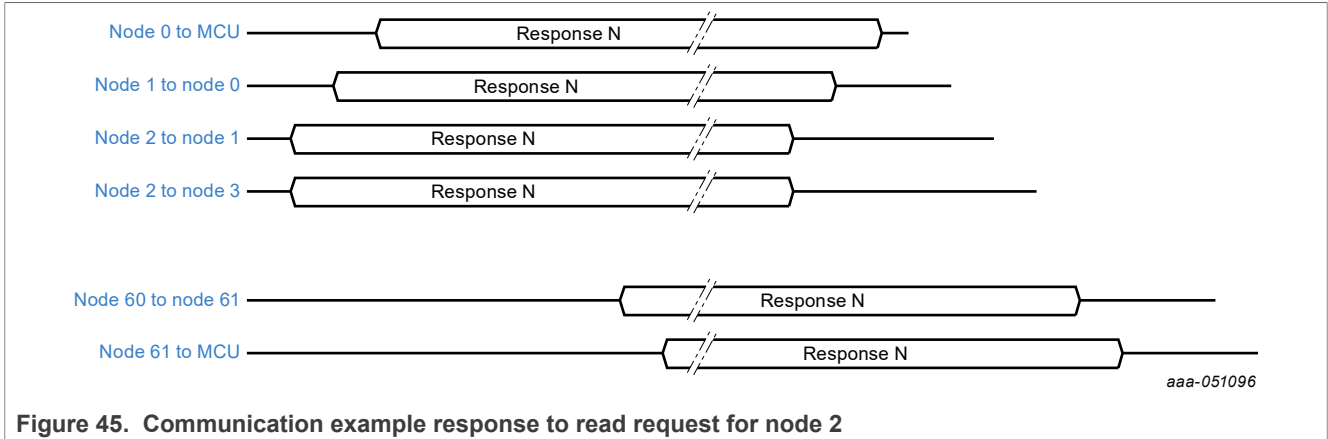 Node 0 to MCU Response N
Node 1 to node 0 Response N
Node 2 to node 1 Response N
Node 2 to node 3 Response N
Node 60 to node 61 Response N
Node 61 to MCU Response N
aaa-051096
Figure 45. Communication example response to read request for node 2